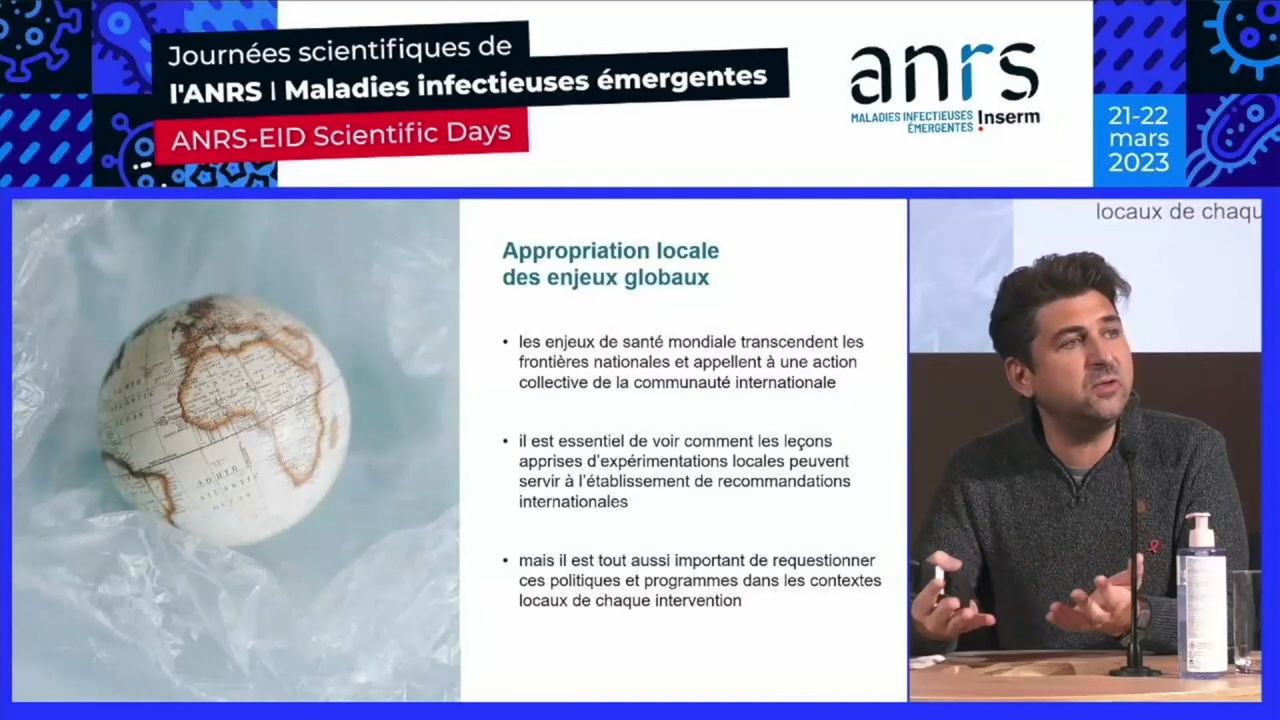 Journées scientifiques de
l'ANRS | Maladies infectieuses émergentes
ANRS-EID Scientific Days
anrs
MALADIES INFECTIEUSES
ÉMERGENTES
Inserm
21-22
mars
2023
Appropriation locale
des enjeux globaux
• les enjeux de santé mondiale transcendent les
frontières nationales et appellent à une action
collective de la communauté internationale
• il est essentiel de voir comment les leçons
apprises d'expérimentations locales peuvent
servir à l'établissement de recommandations
internationales
• mais il est tout aussi important de requestionner
ces politiques et programmes dans les contextes
locaux de chaque intervention
locaux de chaqu
SOUTH
ATLANTIC